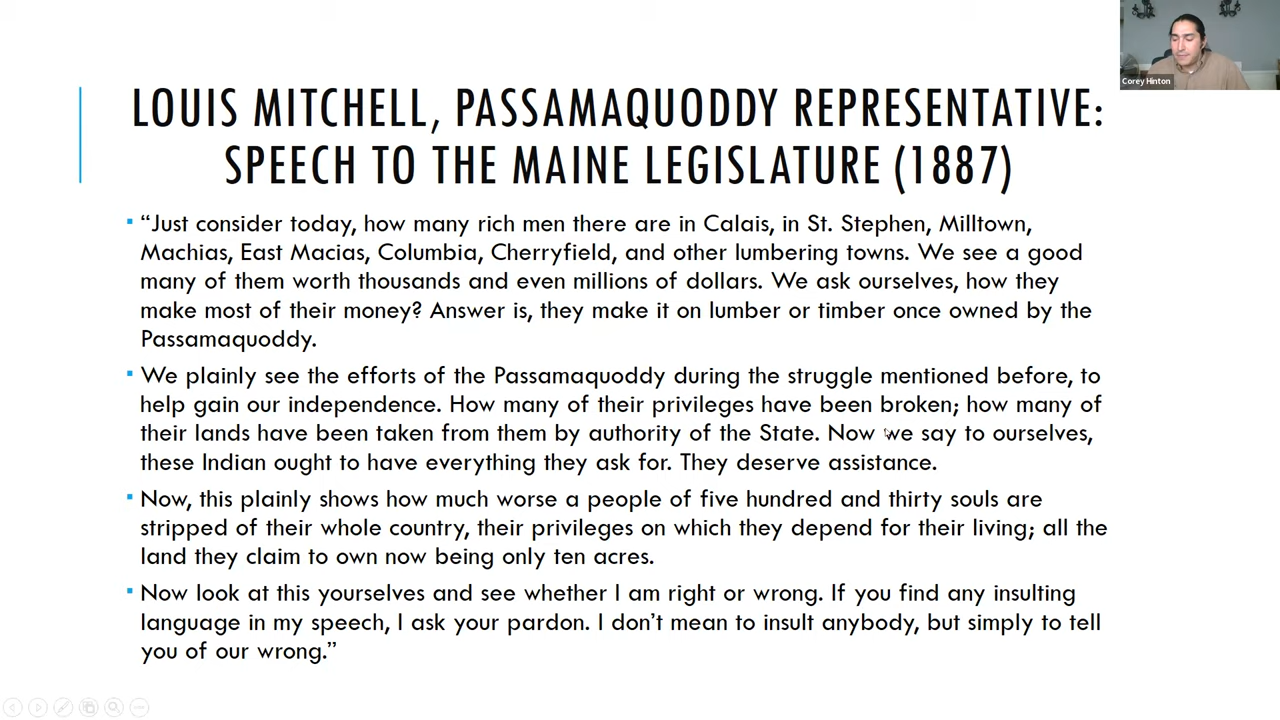 Corey Hinton
LOUIS MITCHELL, PASSAMAQUODDY REPRESENTATIVE:
SPEECH TO THE MAINE LEGISLATURE (1887)
“Just consider today, how many rich men there are in Calais, in St. Stephen, Milltown,
Machias, East Macias, Columbia, Cherryfield, and other lumbering towns. We see a good
many of them worth thousands and even millions of dollars. We ask ourselves, how they
make most of their money? Answer is, they make it on lumber or timber once owned by the
Passamaquoddy.
We plainly see the efforts of the Passamaquoddy during the struggle mentioned before, to
help gain our independence. How many of their privileges have been broken; how many of
their lands have been taken from them by authority of the State. Now we say to ourselves,
these Indian ought to have everything they ask for. They deserve assistance.
Now, this plainly shows how much worse a people of five hundred and thirty souls are
stripped of their whole country, their privileges on which they depend for their living; all the
land they claim to own now being only ten acres.
Now look at this yourselves and see whether I am right or wrong. If you find any insulting
language in my speech, I ask your pardon. I don’t mean to insult anybody, but simply to tell
you of our wrong.”